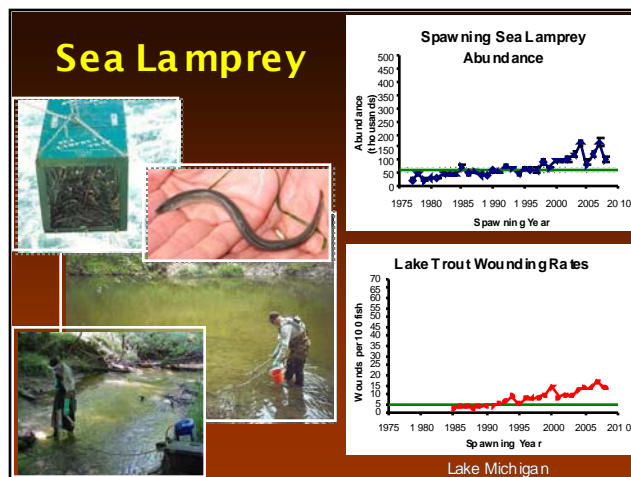 Sea Lamprey
Spawning Sea Lamprey
Abundance
Abundance
(thousands)
500
450
400
350
300
250
200
150
100
50
0
1975 1980 1985 1990 1995 2000 2005 2010
Spawning Year
Lake Trout Wounding Rates
Wounds per 100 fish
70
65
60
55
50
45
40
35
30
25
20
15
10
5
0
1975 1980 1985 1990 1995 2000 2005 2010
Spawning Year
Lake Michigan